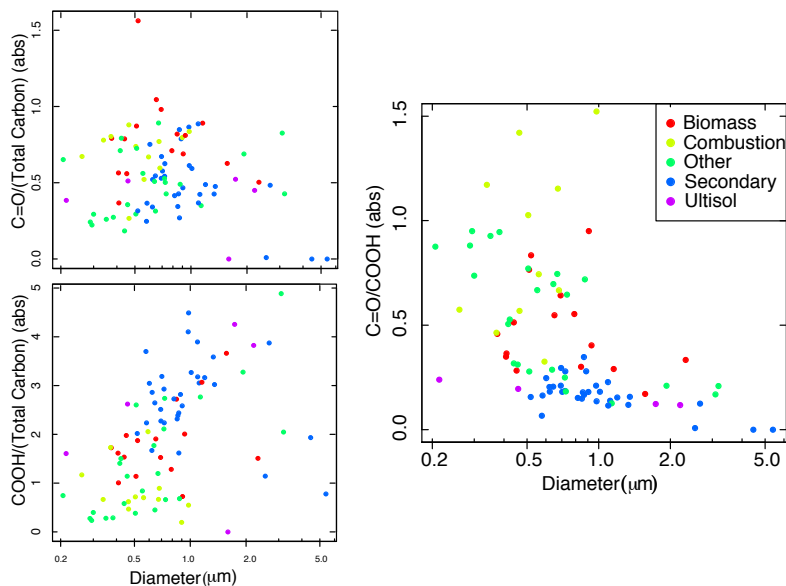 C=O/(Total Carbon) (abs)
0.0
0.5
1.0
1.5
COOH/(Total Carbon) (abs)
0
1
2
3
4
5
0.2
0.5
1.0
2.0
5.0
Diameter(μm)
C=O/COOH (abs)
0.0
0.5
1.0
1.5
Biomass
Combustion
Other
Secondary
Ultisol
0.2
0.5
1.0
2.0
5.0
Diameter(μm)